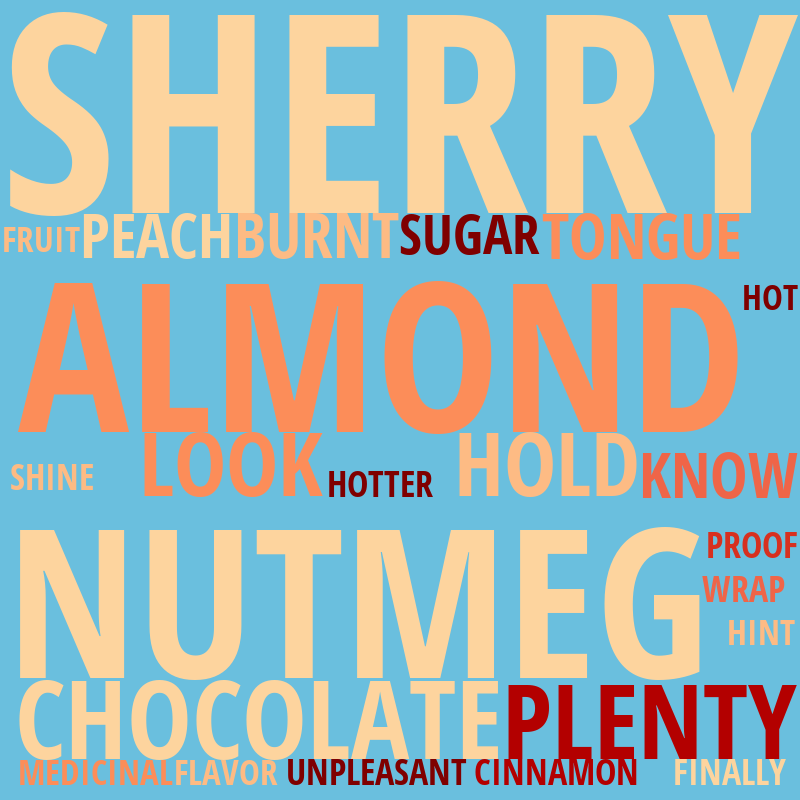 SHERRY
FRUIT PEACH BURNT SUGAR TONGUE
ALMOND HOT
SHINE LOOK HOTTER HOLD KNOW
NUTMEG PROOF
WRAP
HINT
CHOCOLATE PLENTY
MEDICINAL FLAVOR UNPLEASANT CINNAMON FINALLY